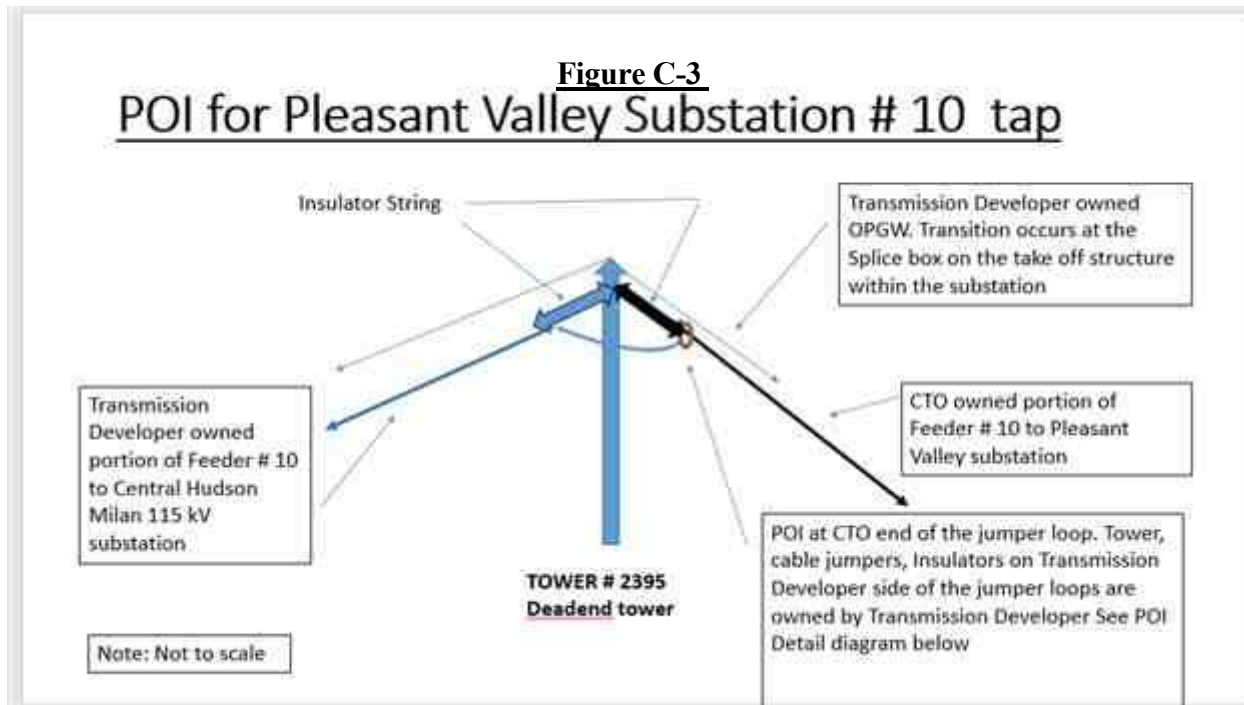 Figure C-3
POI for Pleasant Valley Substation # 10 tap
Insulator String
Transmission Developer owned
OPGW. Transition occurs at the
Splice box on the take off structure
within the substation
Transmission
Developer owned
portion of Feeder # 10
to Central Hudson
Milan 115 kV
substation
CTO owned portion of
Feeder # 10 to Pleasant
Valley substation
POI at CTO end of the jumper loop. Tower,
cable jumpers, Insulators on Transmission
Developer side of the jumper loops are
owned by Transmission Developer See POI
Detail diagram below
TOWER # 2395
Deadend tower
Note: Not to scale